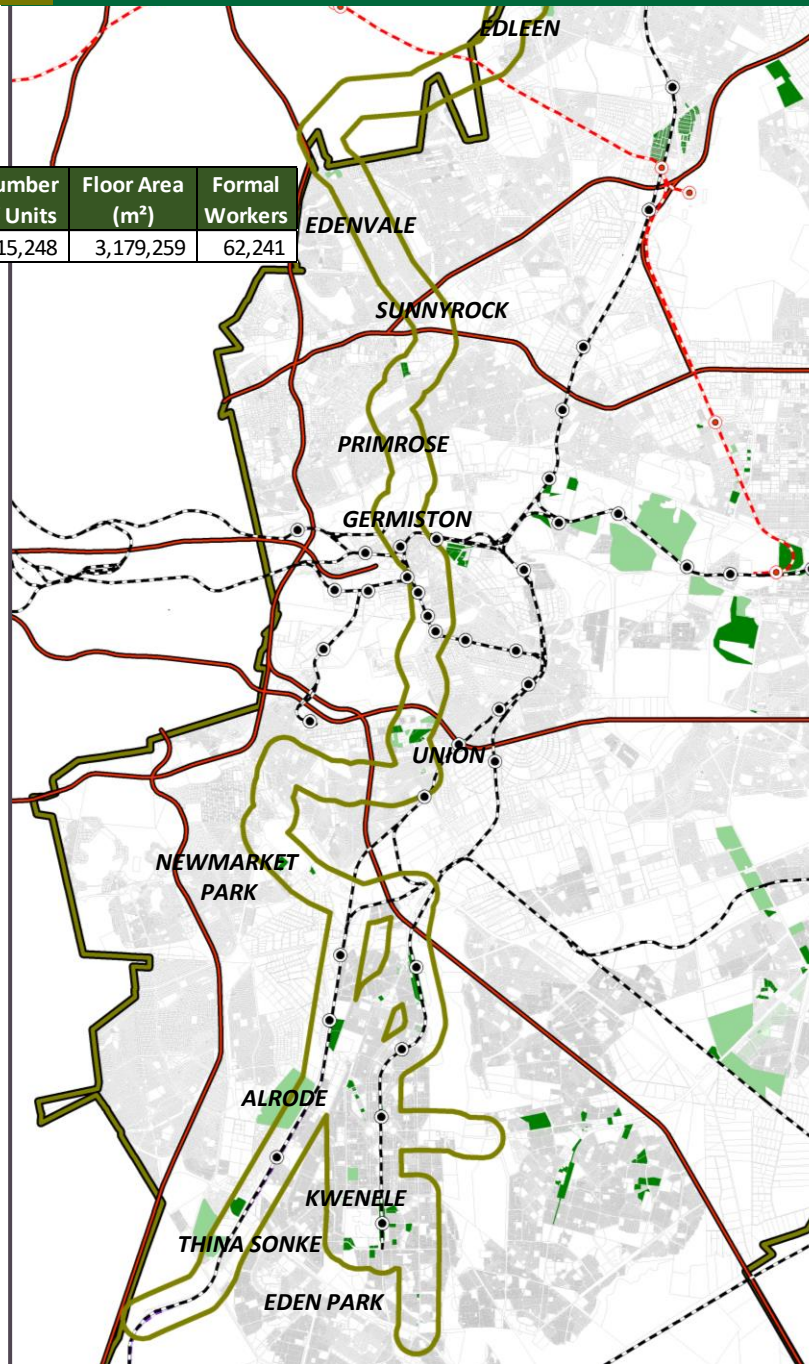 EDLEEN
umber Floor Area Formal
Units (m²) Workers
15,248 3,179,259 62,241
EDENVALE
SUNNYROCK
PRIMROSE
GERMISTON
UNION
NEWMARKET
PARK
ALRODE
KWENELE
THINA SONKE
EDEN PARK